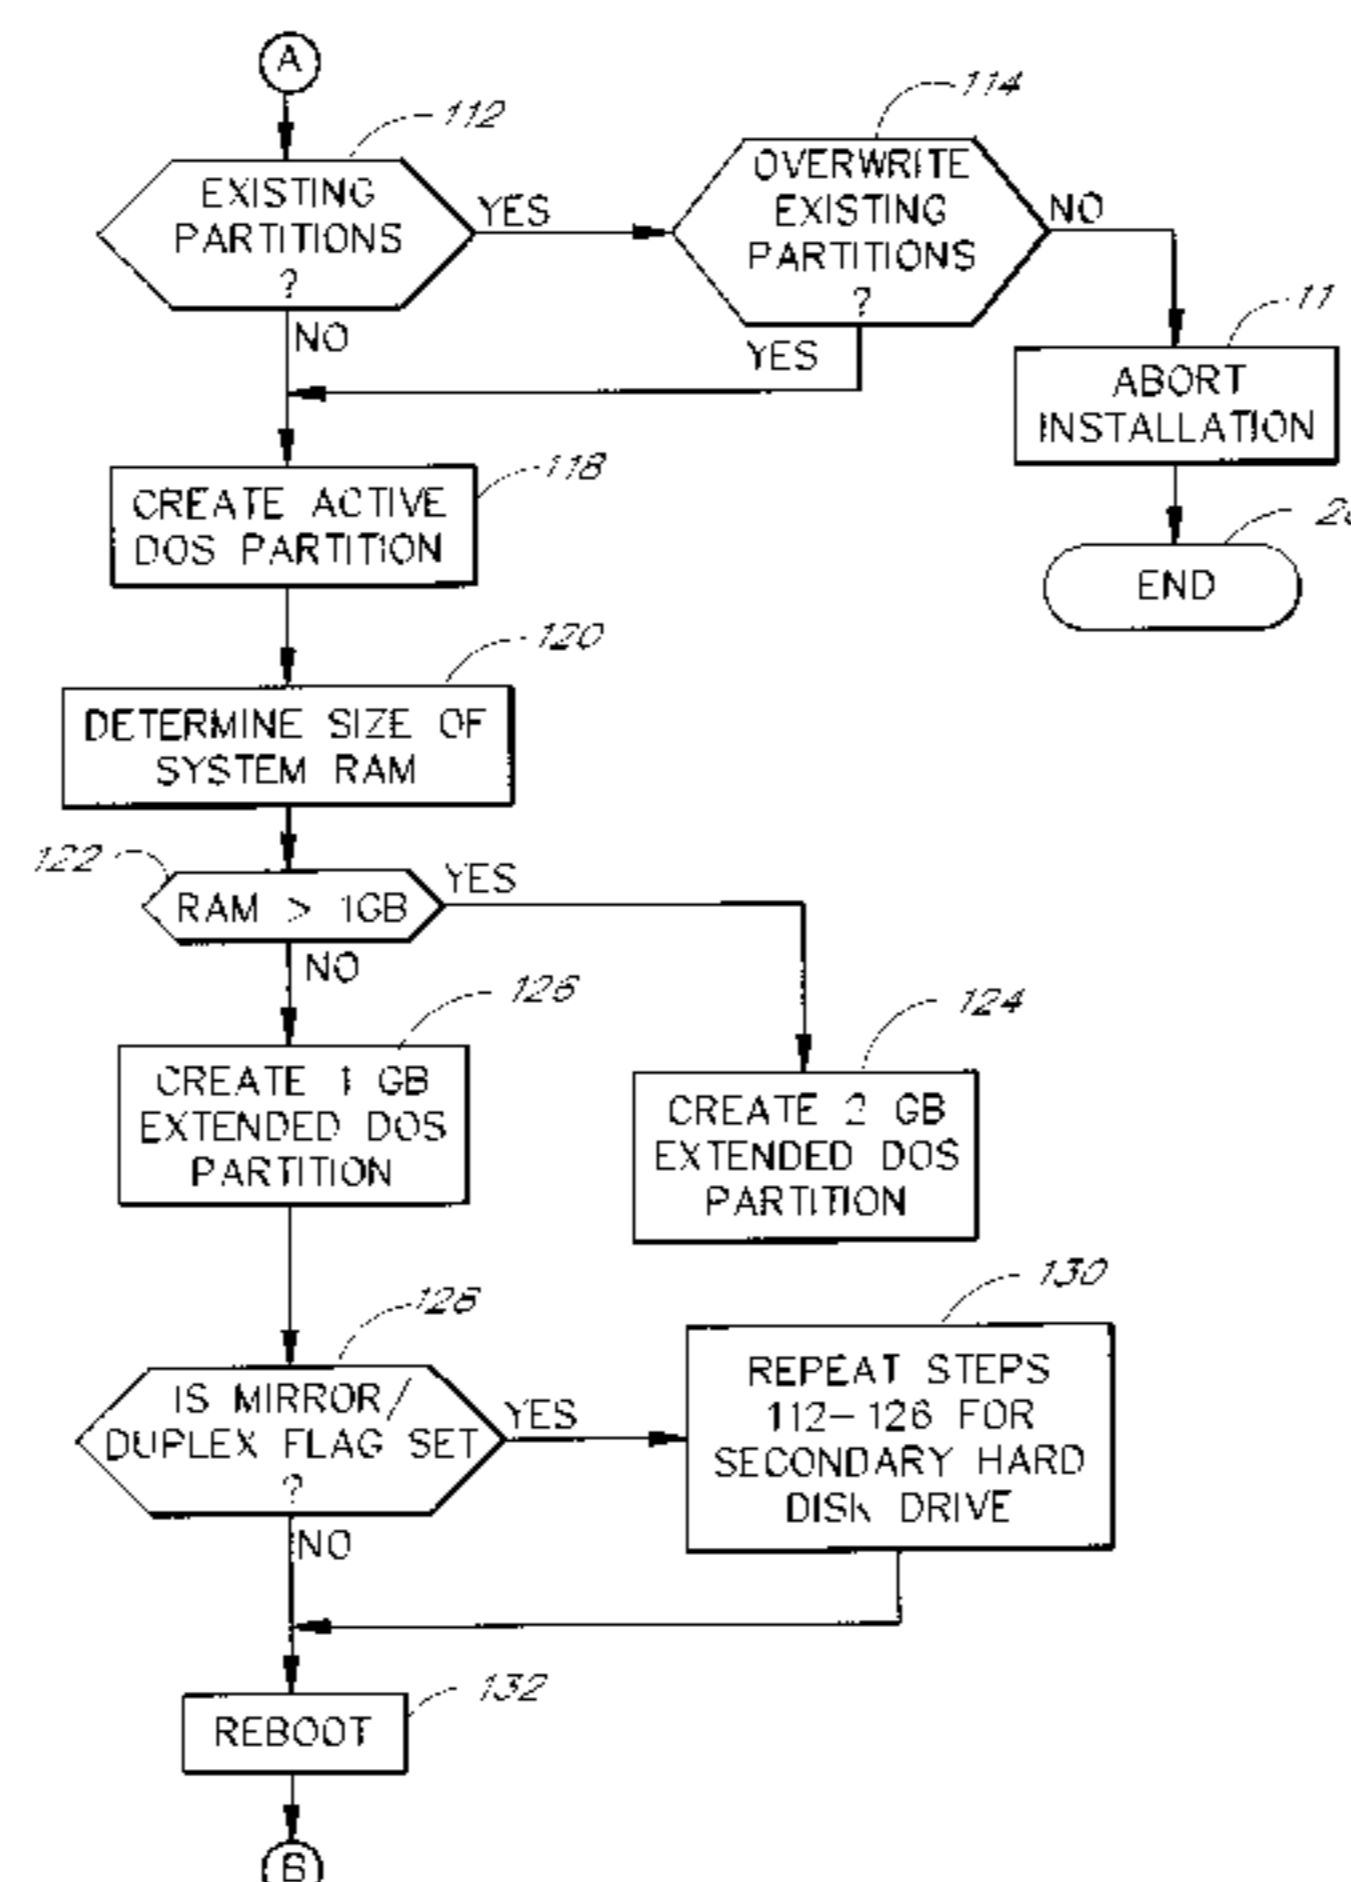 A
112
EXISTING
PARTITIONS
?
YES
NO
114
OVERWRITE
EXISTING
PARTITIONS
?
NO
YES
11
ABORT
INSTALLATION
END
118
CREATE ACTIVE
DOS PARTITION
120
DETERMINE SIZE OF
SYSTEM RAM
122
RAM > 1GB
YES
NO
126
CREATE 1 GB
EXTENDED DOS
PARTITION
124
CREATE 2 GB
EXTENDED DOS
PARTITION
128
IS MIRROR/
DUPLEX FLAG SET
?
YES
NO
130
REPEAT STEPS
112-126 FOR
SECONDARY HARD
DISK DRIVE
132
REBOOT
B